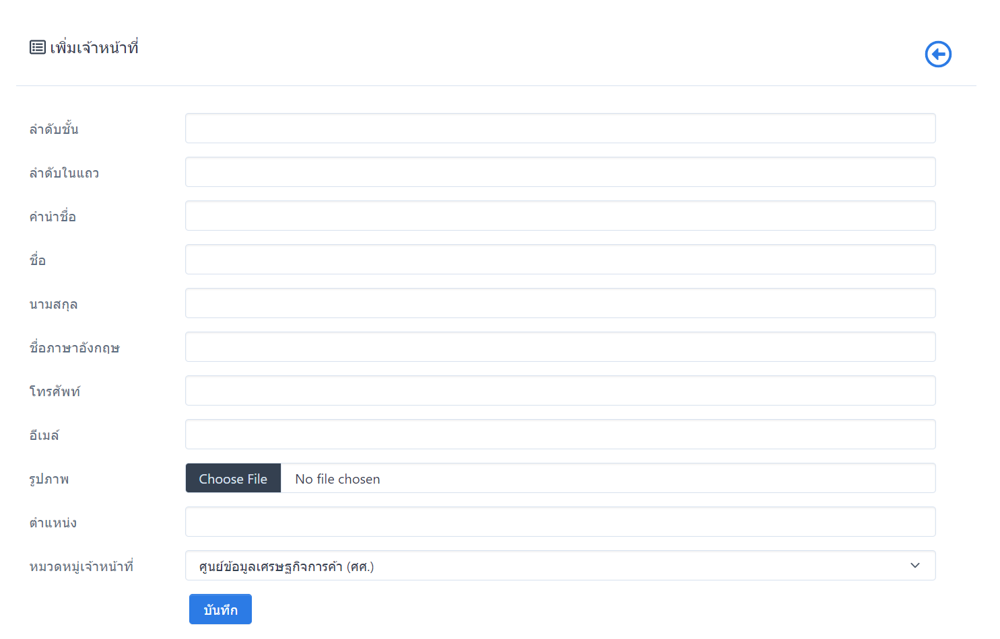 เพิ่มเจ้าหน้าที่
ลำดับชั้น
ลำดับในแถว
คำนำชื่อ
ชื่อ
นามสกุล
ชื่อภาษาอังกฤษ
โทรศัพท์
อีเมล์
รูปภาพ Choose File No file chosen
ตำแหน่ง
หมวดหมู่เจ้าหน้าที่ ศูนย์ข้อมูลเศรษฐกิจการค้า (ศศ.)
บันทึก